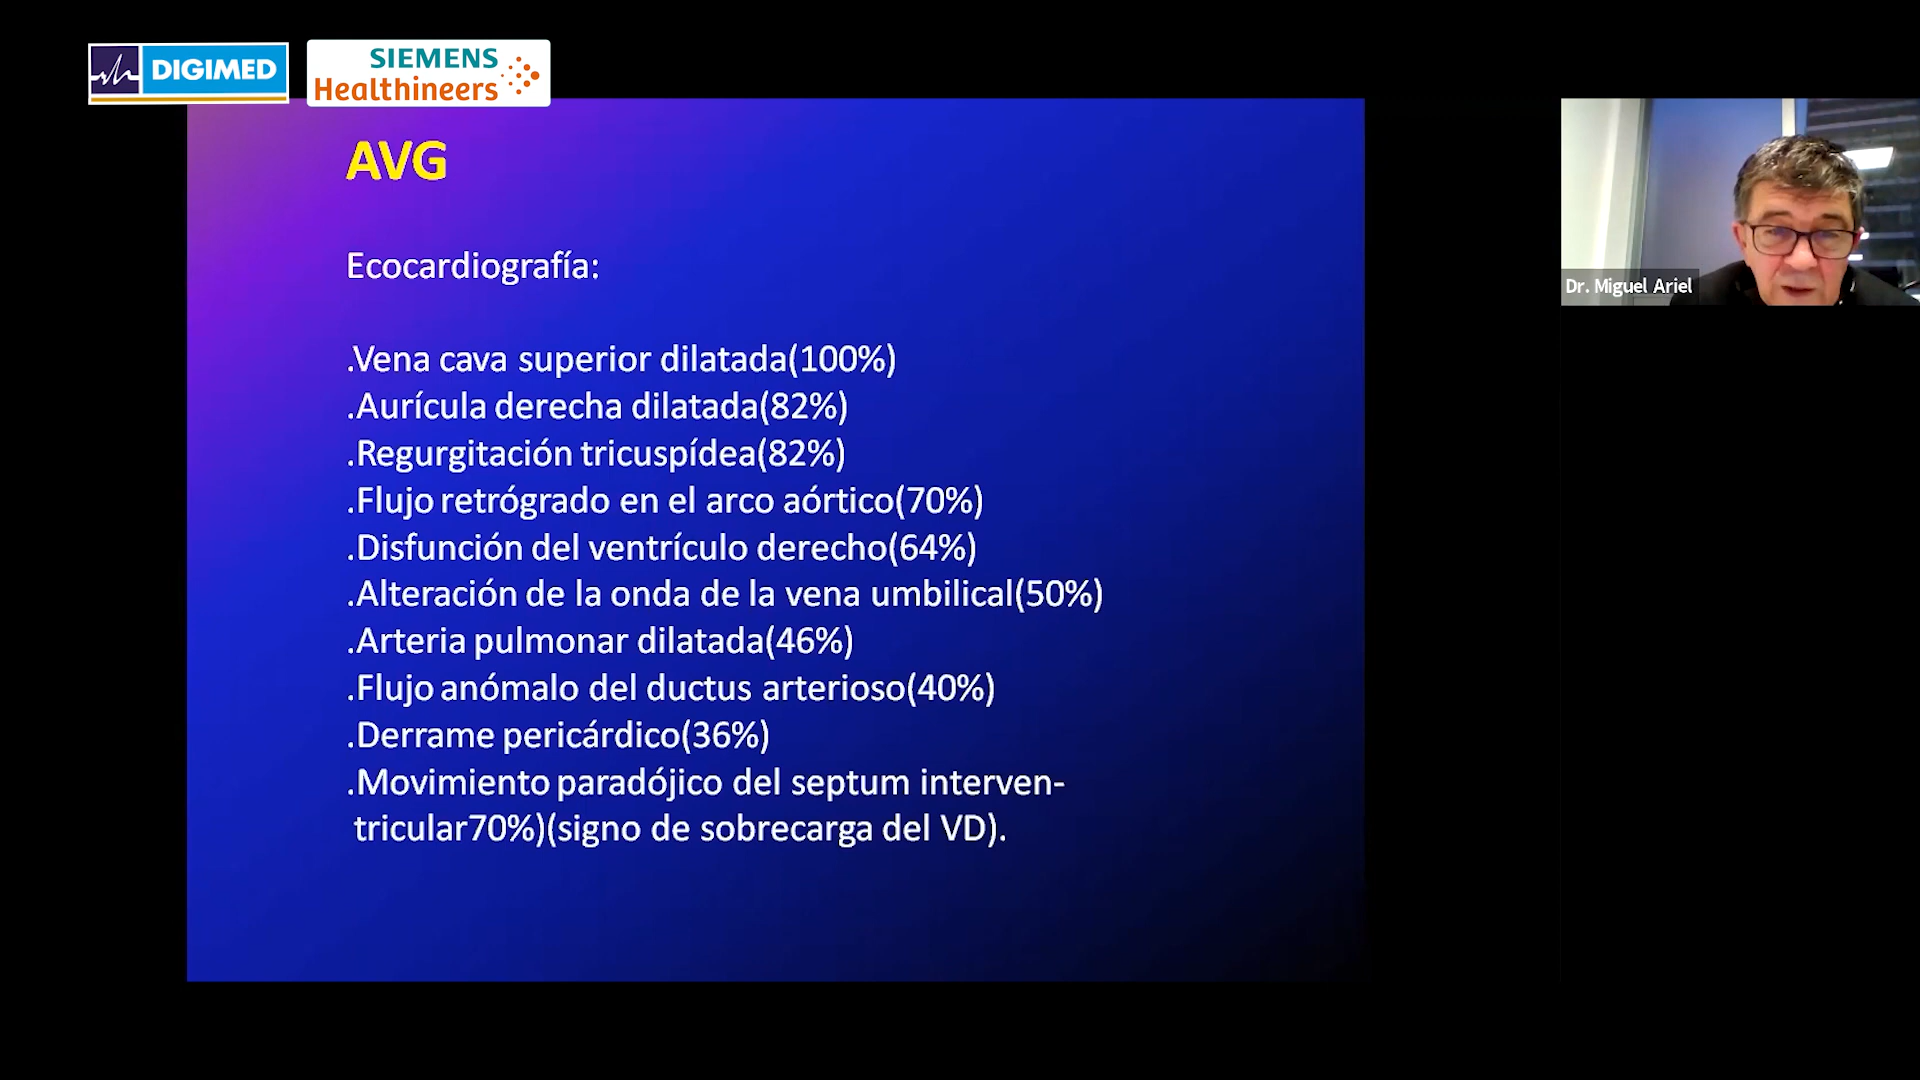 DIGIMED
SIEMENS
Healthineers
AVG
Ecocardiografía:
.Vena cava superior dilatada(100%)
.Aurícula derecha dilatada(82%)
.Regurgitación tricuspídea(82%)
.Flujo retrógrado en el arco aórtico(70%)
.Disfunción del ventrículo derecho(64%)
.Alteración de la onda de la vena umbilical(50%)
.Arteria pulmonar dilatada(46%)
.Flujo anómalo del ductus arterioso(40%)
.Derrame pericárdico(36%)
.Movimiento paradójico del septum interven-
tricular70%)(signo de sobrecarga del VD).
Dr. Miguel Ariel